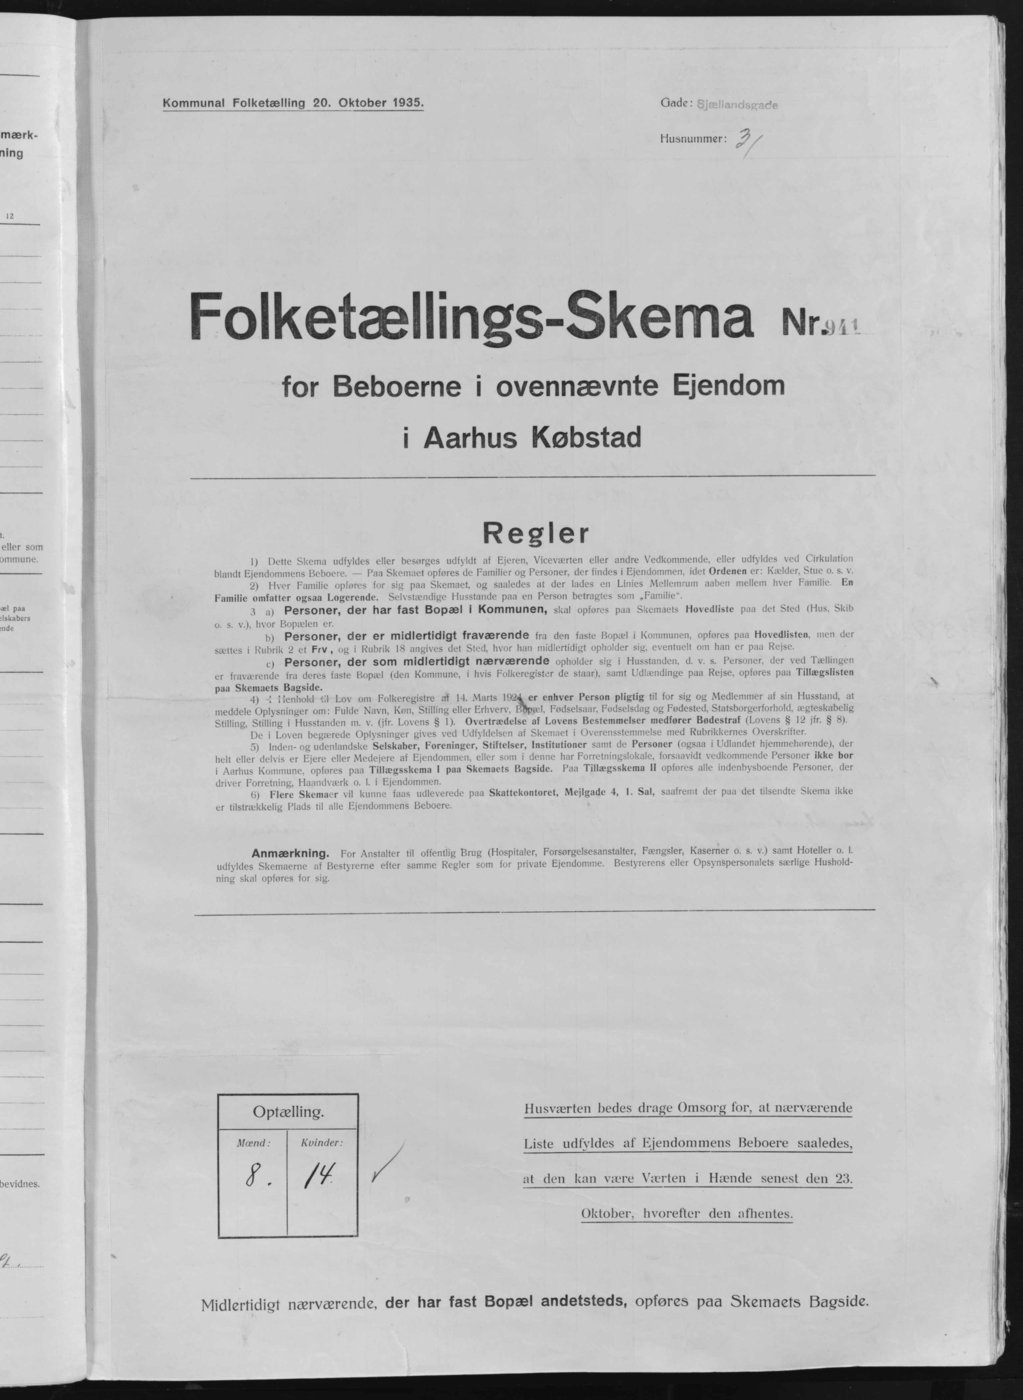 Kommunal Folketælling 20. Oktober 1935.
Gade: Sjællandsgade
Husnummer: 31
mærk-
ning
12
Folketællings-Skema Nr. 941
for Beboerne i ovennævnte Ejendom
i Aarhus Købstad
eller som
ommune.
æl paa
elskabers
ende
Regler
1) Dette Skema udfyldes eller besørges udfyldt af Ejeren, Viceværten eller andre Vedkommende, eller udfyldes ved Cirkulation
blandt Ejendommens Beboere. — Paa Skemaet opføres de Familier og Personer, der findes i Ejendommen, idet Ordenen er: Kælder, Stue o. s. v.
2) Hver Familie opføres for sig paa Skemaet, og saaledes at der lades en Linies Mellemrum aaben mellem hver Familie. En
Familie omfatter ogsaa Logerende. Selvstændige Husstande paa en Person betragtes som „Familie".
3 a) Personer, der har fast Bopæl i Kommunen, skal opføres paa Skemaets Hovedliste paa det Sted (Hus, Skib
o. s. v.), hvor Bopælen er.
b) Personer, der er midlertidigt fraværende fra den faste Bopæl i Kommunen, opføres paa Hovedlisten, men der
sættes i Rubrik 2 et Frv, og i Rubrik 18 angives det Sted, hvor han midlertidigt opholder sig, eventuelt om han er paa Rejse.
c) Personer, der som midlertidigt nærværende opholder sig i Husstanden, d. v. s. Personer, der ved Tællingen
er fraværende fra deres faste Bopæl (den Kommune, i hvis Folkeregister de staar), samt Udlændinge paa Rejse, opføres paa Tillægslisten
paa Skemaets Bagside.
4) I Henhold til Lov om Folkeregistre af 14. Marts 1924 er enhver Person pligtig til for sig og Medlemmer af sin Husstand, at
meddele Oplysninger om: Fulde Navn, Køn, Stilling eller Erhverv, Bopæl, Fødselsaar, Fødselsdag og Fødested, Statsborgerforhold, ægteskabelig
Stilling, Stilling i Husstanden m. v. (jfr. Lovens § 1). Overtrædelse af Lovens Bestemmelser medfører Bødestraf (Lovens § 12 jfr. § 8).
De i Loven begærede Oplysninger gives ved Udfyldelsen af Skemaet i Overensstemmelse med Rubrikkernes Overskrifter.
5) Inden- og udenlandske Selskaber, Foreninger, Stiftelser, Institutioner samt de Personer (ogsaa i Udlandet hjemmehørende), der
helt eller delvis er Ejere eller Medejere af Ejendommen, eller som i denne har Forretningslokale, forsaavidt vedkommende Personer ikke bor
i Aarhus Kommune, opføres paa Tillægsskema I paa Skemaets Bagside. Paa Tillægsskema II opføres alle indenbysboende Personer, der
driver Forretning, Haandværk o. l. i Ejendommen.
6) Flere Skemaer vil kunne faas udleverede paa Skattekontoret, Mejlgade 4, 1. Sal, saafremt der paa det tilsendte Skema ikke
er tilstrækkelig Plads til alle Ejendommens Beboere.
Anmærkning. For Anstalter til offentlig Brug (Hospitaler, Forsørgelsesanstalter, Fængsler, Kaserner o. s. v.) samt Hoteller o. l.
udfyldes Skemaerne af Bestyrerne efter samme Regler som for private Ejendomme. Bestyrerens eller Opsynspersonalets særlige Hushold-
ning skal opføres for sig.
Optælling.
Mænd: Kvinder:
8. 14.
bevidnes.
Husværten bedes drage Omsorg for, at nærværende
Liste udfyldes af Ejendommens Beboere saaledes,
at den kan være Værten i Hænde senest den 23.
Oktober, hvorefter den afhentes.
Midlertidigt nærværende, der har fast Bopæl andetsteds, opføres paa Skemaets Bagside.